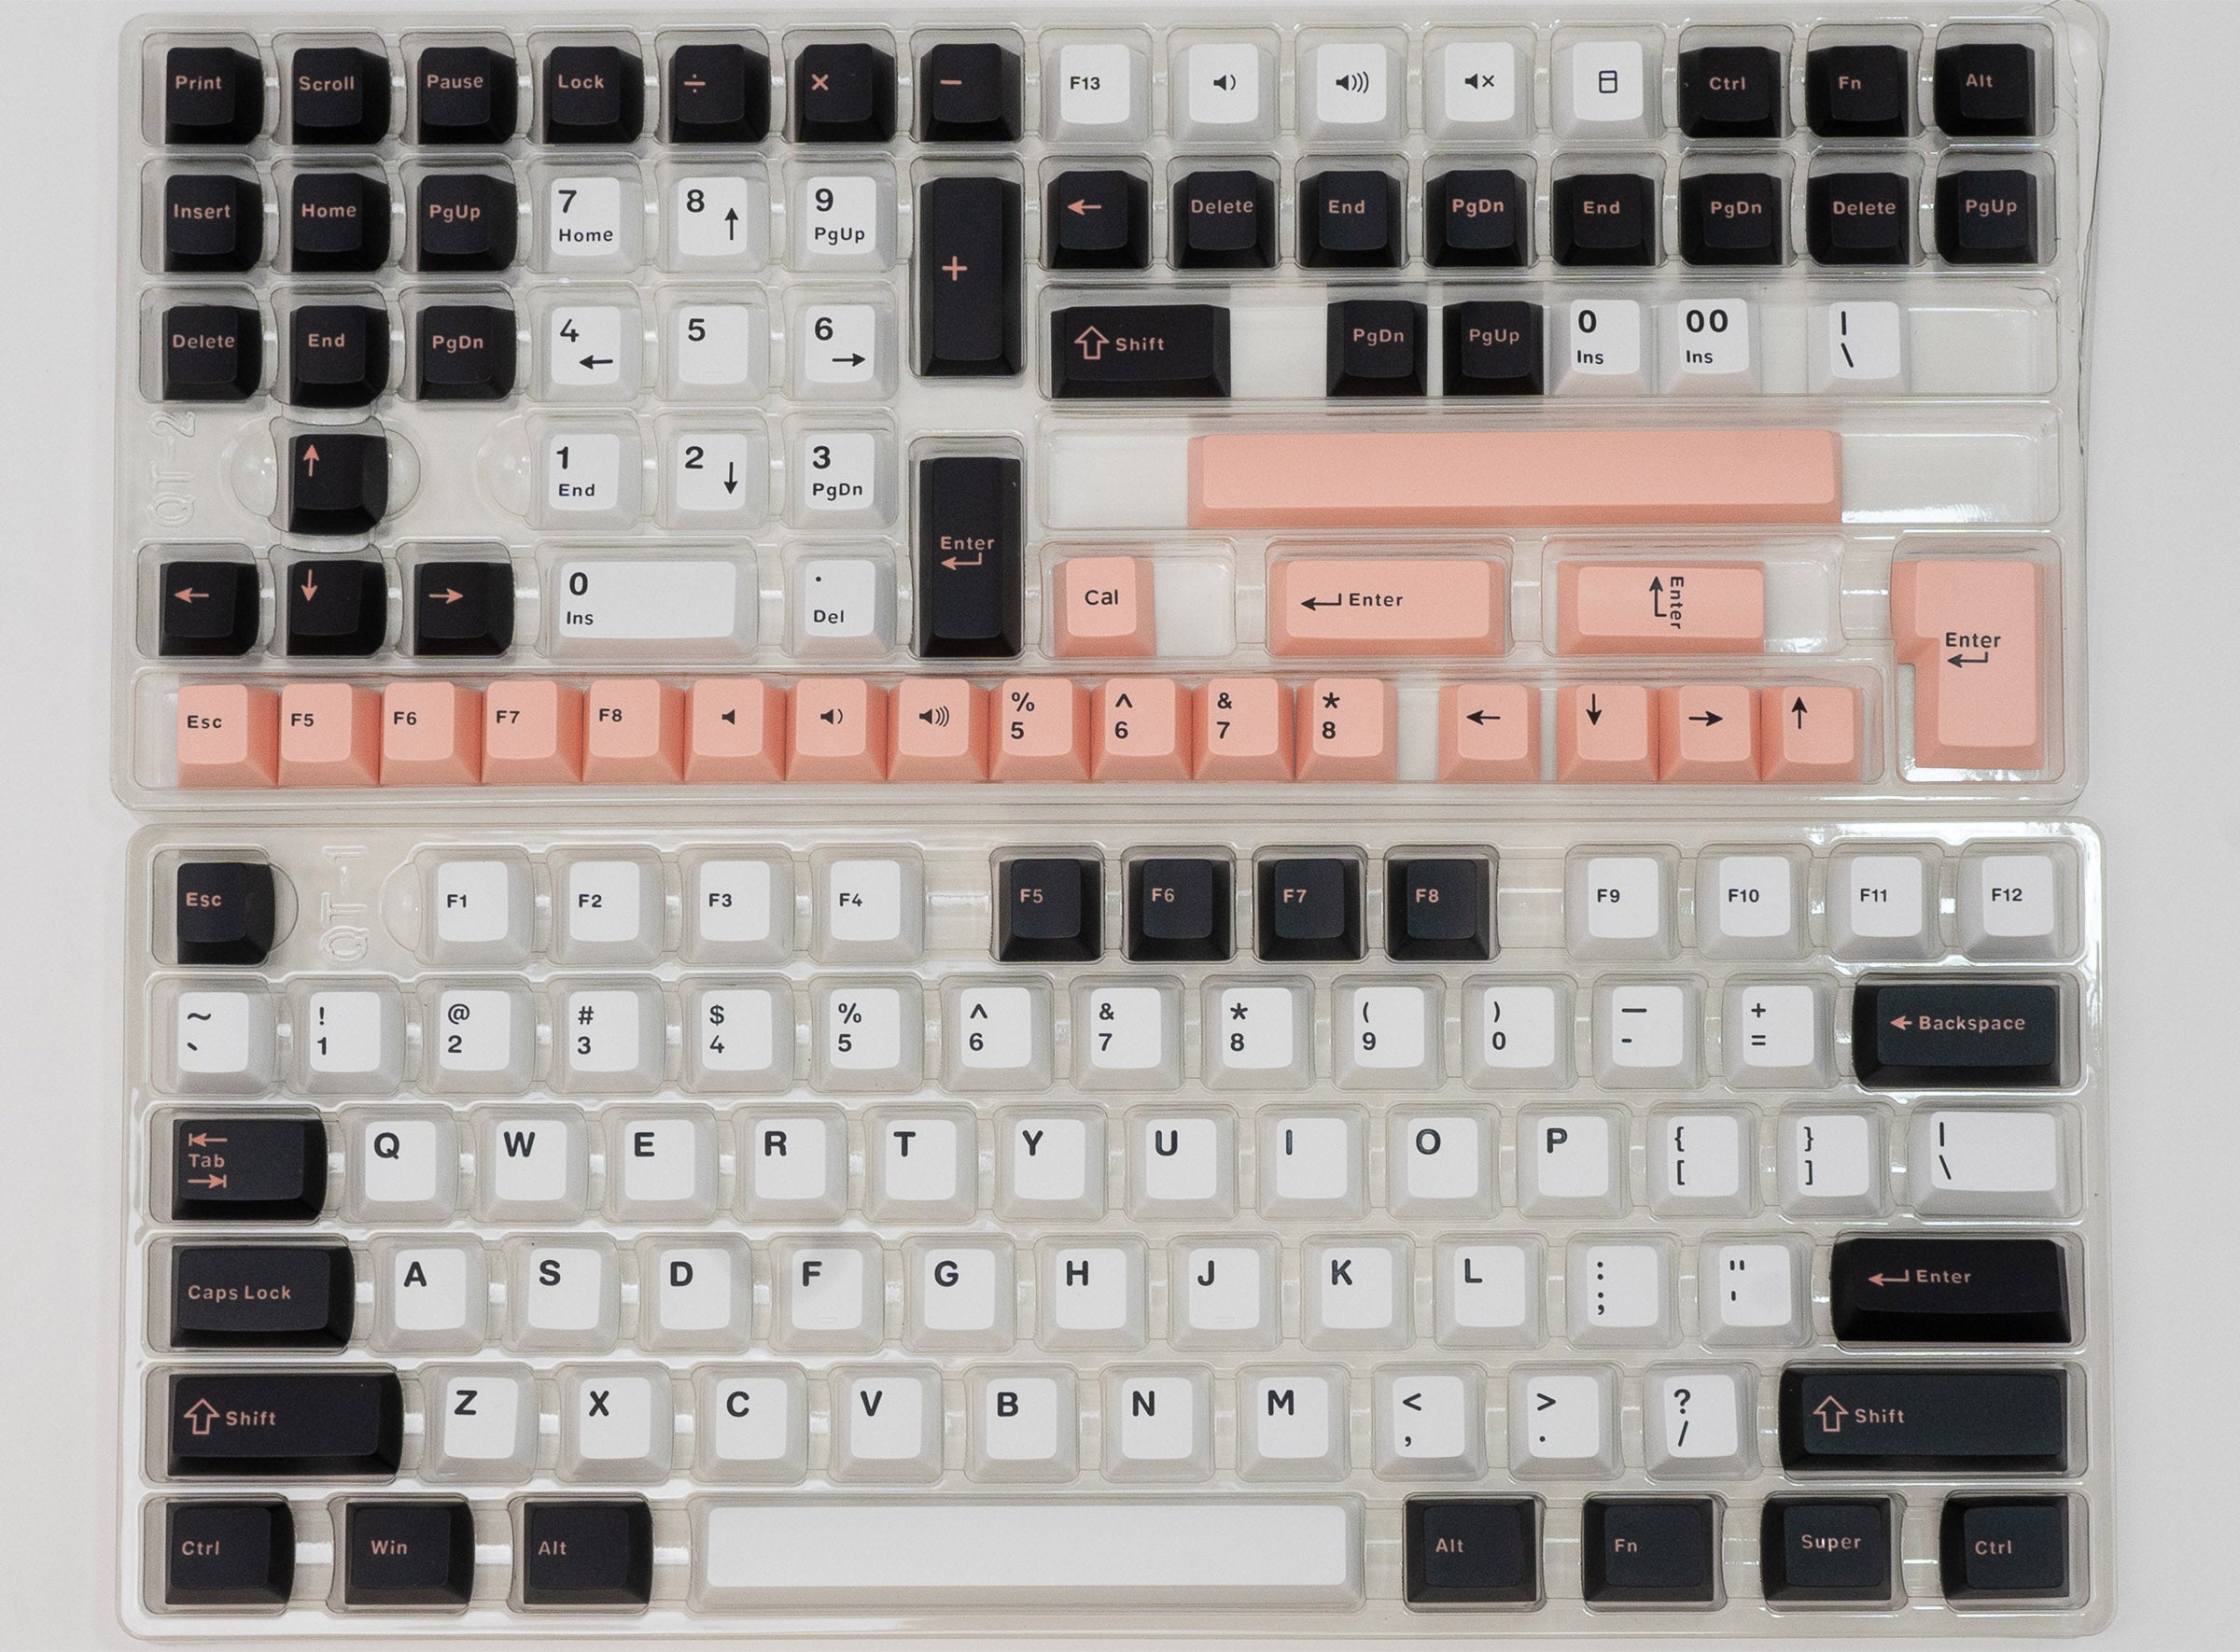 Print Scroll Pause Lock ÷ × − F13 Ctrl Fn Alt
Insert Home PgUp 7 8 ↑ 9 ← Delete End PgDn End PgDn Delete PgUp
Home PgUp
+
Delete End PgDn 4 5 6 ⇧ Shift PgDn PgUp 0 00 |
← → Ins Ins \
QT-2
↑ 1 2 ↓ 3
End PgDn
Enter
↵
← ↓ → 0 . Cal ↵ Enter Enter ↵ Enter
Ins Del ↵
Esc F5 F6 F7 F8 % ^ & * ← ↓ → ↑
5 6 7 8
QT-1
Esc F1 F2 F3 F4 F5 F6 F7 F8 F9 F10 F11 F12
~ ! @ # $ % ^ & * ( ) — + ← Backspace
` 1 2 3 4 5 6 7 8 9 0 - =
Tab Q W E R T Y U I O P { } |
[ ] \
Caps Lock A S D F G H J K L : " ↵ Enter
; '
⇧ Shift Z X C V B N M < > ? ⇧ Shift
, . /
Ctrl Win Alt Alt Fn Super Ctrl